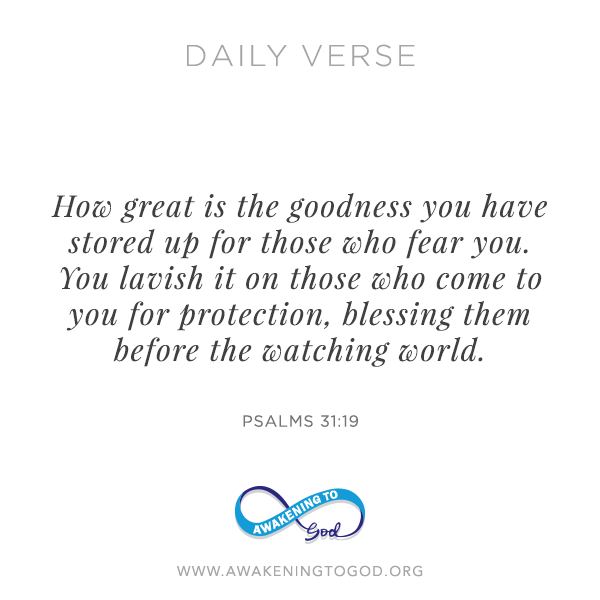 DAILY VERSE
How great is the goodness you have
stored up for those who fear you.
You lavish it on those who come to
you for protection, blessing them
before the watching world.
PSALMS 31:19
AWAKENING TO
God
WWW.AWAKENINGTOGOD.ORG